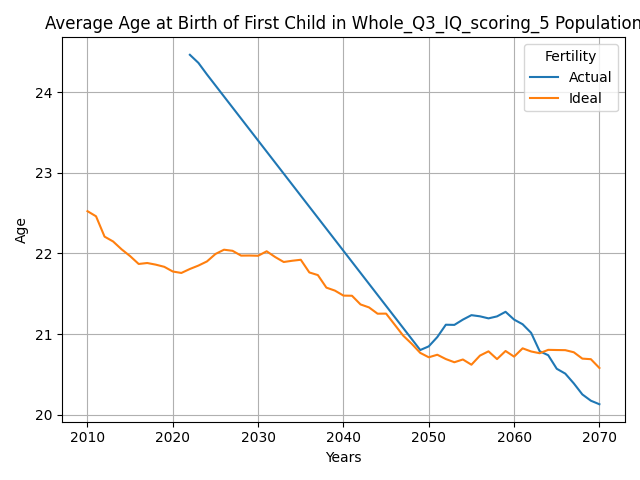 Average Age at Birth of First Child in Whole_Q3_IQ_scoring_5 Population
Fertility
Actual
Ideal
Age
24
23
22
21
20
2010 2020 2030 2040 2050 2060 2070
Years